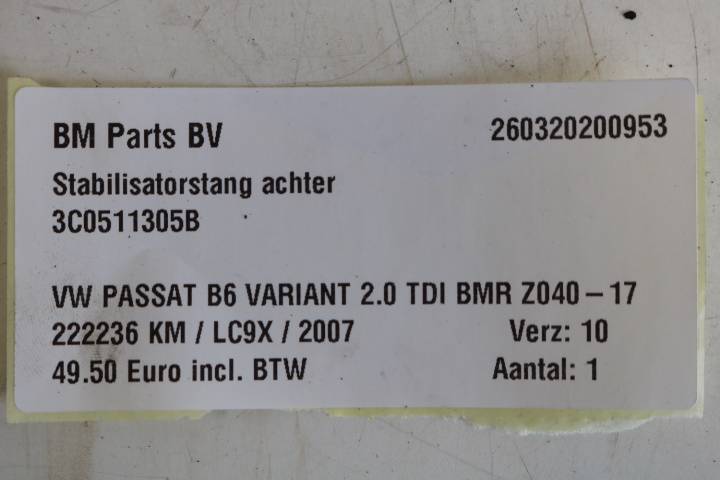 BM Parts BV 260320200953
Stabilisatorstang achter
3C0511305B
VW PASSAT B6 VARIANT 2.0 TDI BMR Z040-17
222236 KM / LC9X / 2007 Verz: 10
49.50 Euro incl. BTW Aantal: 1